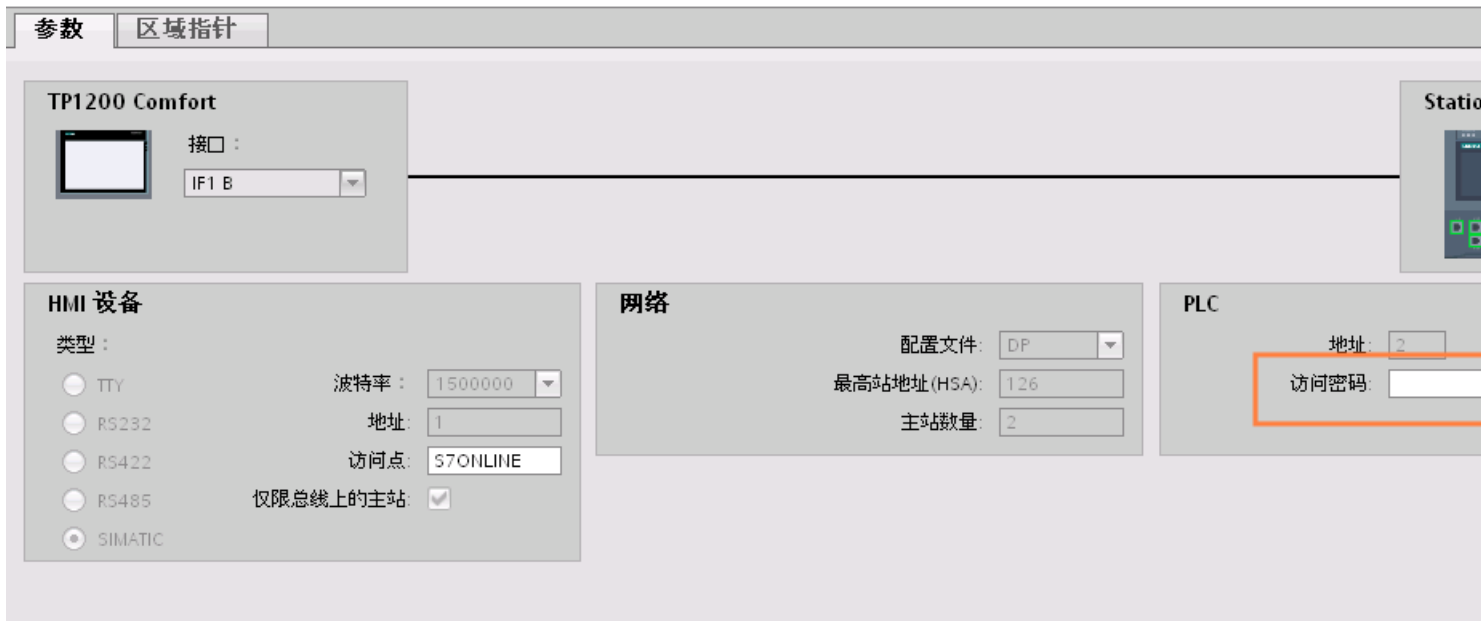 参数 区域指针
TP1200 Comfort
接口：
IF1 B
HMI 设备
类型：
TTY
RS232
RS422
RS485
SIMATIC
波特率：
1500000
地址:
1
访问点:
S7ONLINE
仅限总线上的主站:
网络
配置文件:
DP
最高站地址(HSA):
126
主站数量:
2
PLC
地址:
2
访问密码: